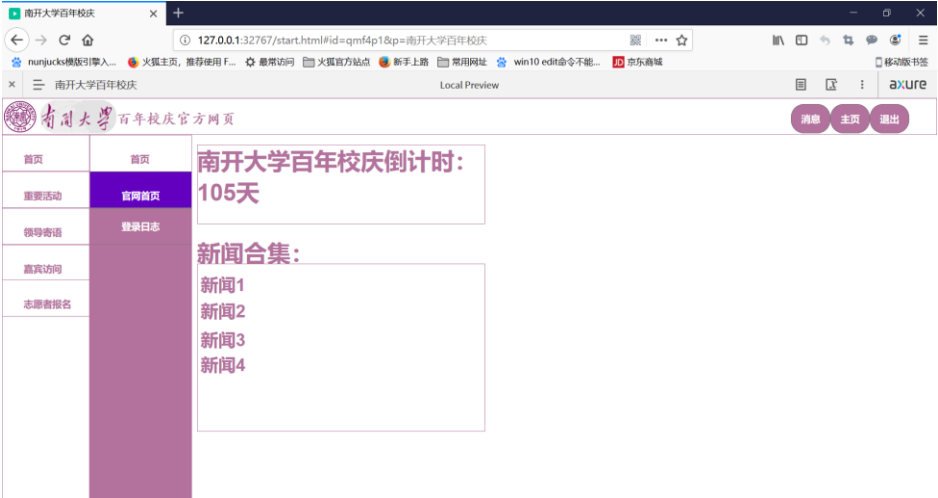 南开大学百年校庆
127.0.0.1:32767/start.html#id=qmf4p1&p=南开大学百年校庆
nunjucks模版引擎入... 火狐主页，推荐使用 F... 最常访问 火狐官方站点 新手上路 常用网址 win10 edit命令不能... JD 京东商城 移动版书签
南开大学百年校庆 Local Preview axure
南开大学 百年校庆官方网页 消息 主页 退出
首页 首页
重要活动 官网首页
领导寄语 登录日志
嘉宾访问
志愿者报名
南开大学百年校庆倒计时：
105天
新闻合集：
新闻1
新闻2
新闻3
新闻4